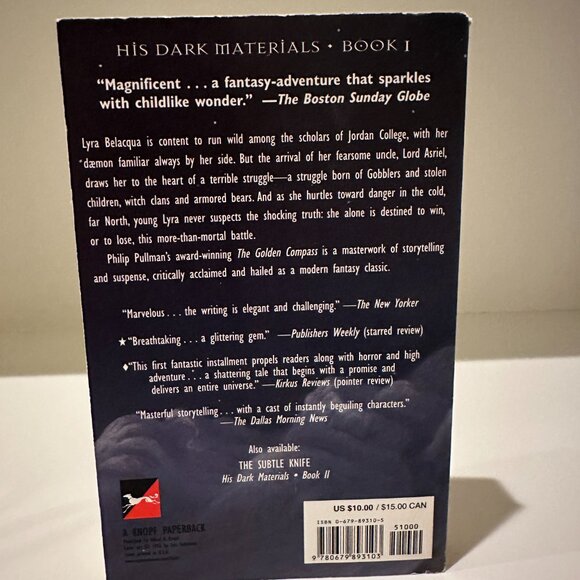 HIS DARK MATERIALS • BOOK I
“Magnificent . . . a fantasy-adventure that sparkles
with childlike wonder.” —The Boston Sunday Globe
Lyra Belacqua is content to run wild among the scholars of Jordan College, with her
dæmon familiar always by her side. But the arrival of her fearsome uncle, Lord Asriel,
draws her to the heart of a terrible struggle—a struggle born of Gobblers and stolen
children, witch clans and armored bears. And as she hurtles toward danger in the cold,
far North, young Lyra never suspects the shocking truth: she alone is destined to win,
or to lose, this more-than-mortal battle.
Philip Pullman’s award-winning The Golden Compass is a masterwork of storytelling
and suspense, critically acclaimed and hailed as a modern fantasy classic.
“Marvelous . . . the writing is elegant and challenging.” —The New Yorker
★“Breathtaking . . . a glittering gem.” —Publishers Weekly (starred review)
♦“This first fantastic installment propels readers along with horror and high
adventure . . . a shattering tale that begins with a promise and
delivers an entire universe.” —Kirkus Reviews (pointer review)
“Masterful storytelling . . . with a cast of instantly beguiling characters.”
—The Dallas Morning News
Also available:
THE SUBTLE KNIFE
His Dark Materials • Book II
A KNOPF PAPERBACK
US $10.00 / $15.00 CAN
ISBN 0-679-89310-5
51000
9 780679 893103